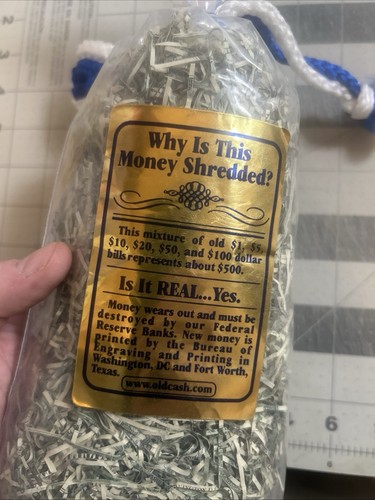 Why Is This
Money Shredded?
This mixture of old $1, $5,
$10, $20, $50, and $100 dollar
bills represents about $500.
Is It REAL...Yes.
Money wears out and must be
destroyed by our Federal
Reserve Banks. New money is
printed by the Bureau of
Engraving and Printing in
Washington, DC and Fort Worth,
Texas.
www.oldcash.com
6